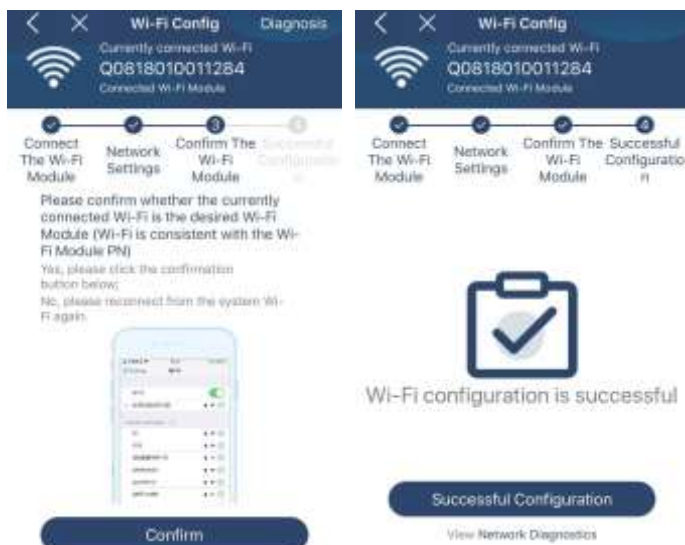 Wi-Fi Config Diagnosis
Currently connected Wi-Fi
Q0818010011284
Connected Wi-Fi Module
3
Connect The Wi-Fi Module
Network Settings
Confirm The Wi-Fi Module
Successful Configuration
Please confirm whether the currently
connected Wi-Fi is the desired Wi-Fi
Module (Wi-Fi is consistent with the Wi-
Fi Module PN)
Yes, please click the confirmation
button below;
No, please reconnect from the system Wi-
Fi again.
Confirm
Wi-Fi Config
Currently connected Wi-Fi
Q0818010011284
Connected Wi-Fi Module
4
Connect The Wi-Fi Module
Network Settings
Confirm The Wi-Fi Module
Successful Configuration
Wi-Fi configuration is successful
Successful Configuration
View Network Diagnostics